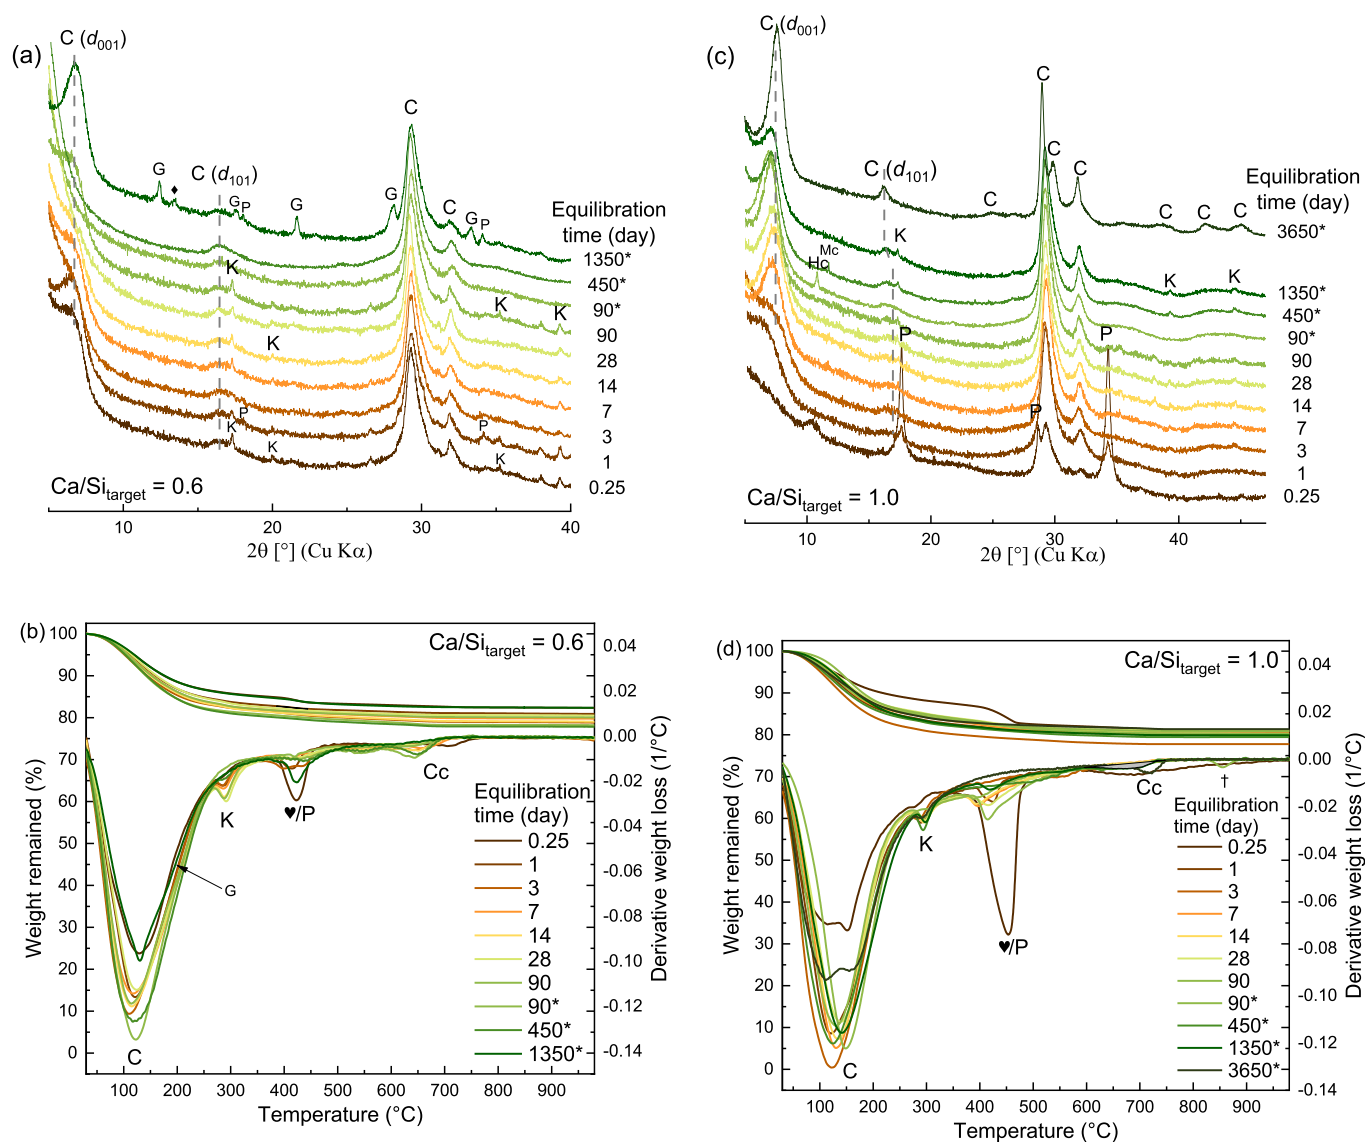 (a)
C (d001)
G
♦
C (d101)
G
P
G
G
C
C
G
P
K
K
K
K
P
K
K
P
K
Equilibration
time (day)
1350*
450*
90*
90
28
14
7
3
1
0.25
Ca/Sitarget = 0.6
10
20
30
40
2θ [°] (Cu Kα)
(c)
C (d001)
C
C
C
C (d101)
C
C
C
C
K
Mc
Hc
K
K
P
P
P
Equilibration
time (day)
3650*
1350*
450*
90*
90
28
14
7
3
1
0.25
Ca/Sitarget = 1.0
10
20
30
40
2θ [°] (Cu Kα)
(b)
Ca/Sitarget = 0.6
100
90
80
70
60
50
40
30
20
10
0
Weight remained (%)
0.04
0.02
0.00
-0.02
-0.04
-0.06
-0.08
-0.10
-0.12
-0.14
Derivative weight loss (1/°C)
Cc
K
♥/P
G
C
Equilibration
time (day)
0.25
1
3
7
14
28
90
90*
450*
1350*
100 200 300 400 500 600 700 800 900
Temperature (°C)
(d)
Ca/Sitarget = 1.0
100
90
80
70
60
50
40
30
20
10
0
Weight remained (%)
0.04
0.02
0.00
-0.02
-0.04
-0.06
-0.08
-0.10
-0.12
-0.14
Derivative weight loss (1/°C)
Cc
†
K
♥/P
C
Equilibration
time (day)
0.25
1
3
7
14
28
90
90*
450*
1350*
3650*
100 200 300 400 500 600 700 800 900
Temperature (°C)